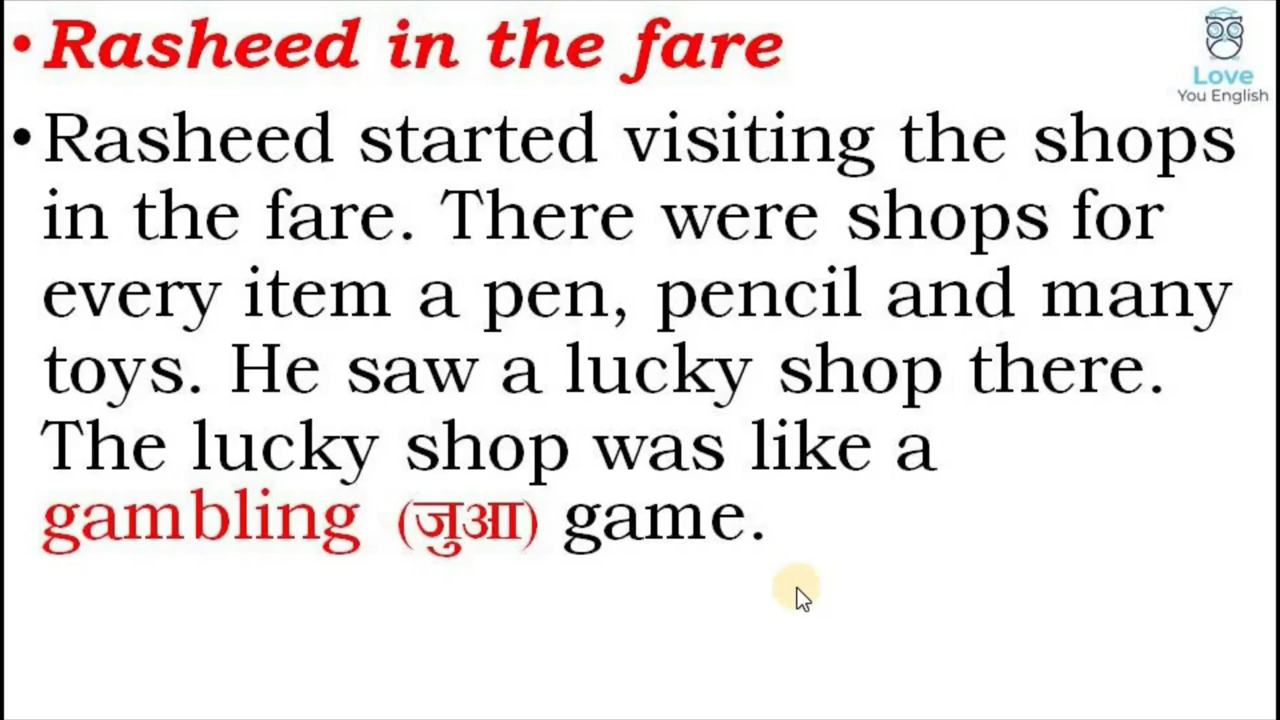 • Rasheed in the fare
Love
You English
• Rasheed started visiting the shops
in the fare. There were shops for
every item a pen, pencil and many
toys. He saw a lucky shop there.
The lucky shop was like a
gambling (जुआ) game.